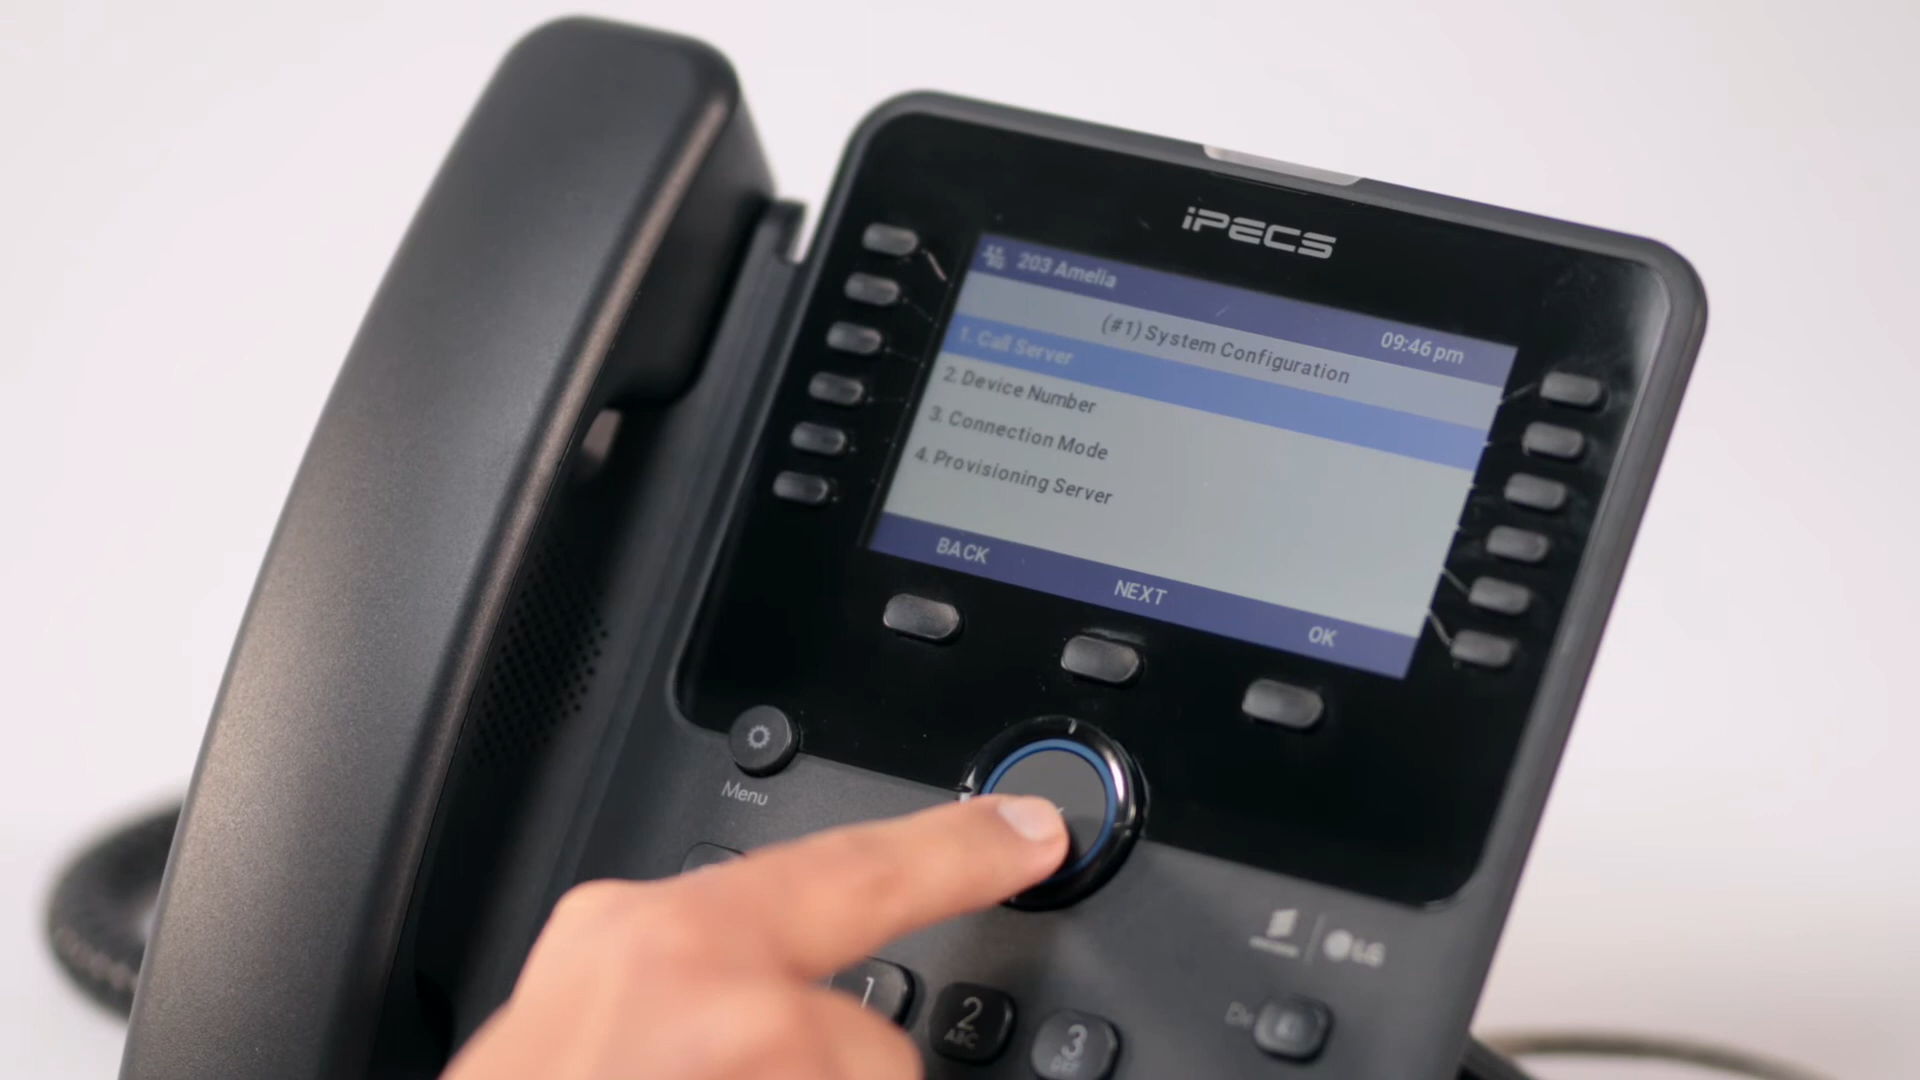 iPECS
203 Amelia
09:46 pm
(#1) System Configuration
1. Call Server
2. Device Number
3. Connection Mode
4. Provisioning Server
BACK
NEXT
OK
Menu
LG
1
2
ABC
3
DEF